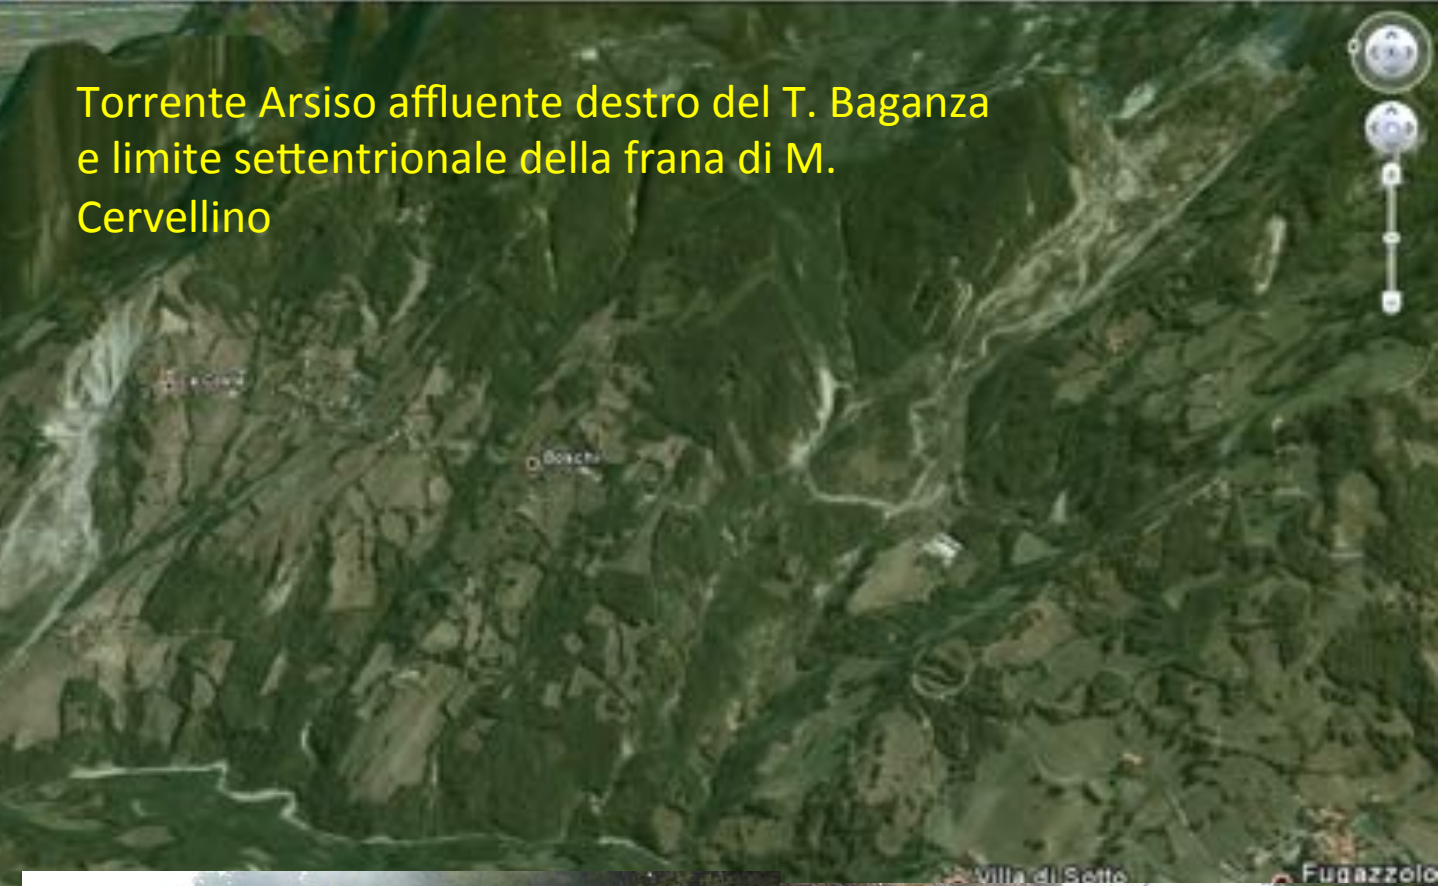 Torrente Arsiso affluente destro del T. Baganza
e limite settentrionale della frana di M.
Cervellino
Boschi
Villa di Sotto
Fugazzolo